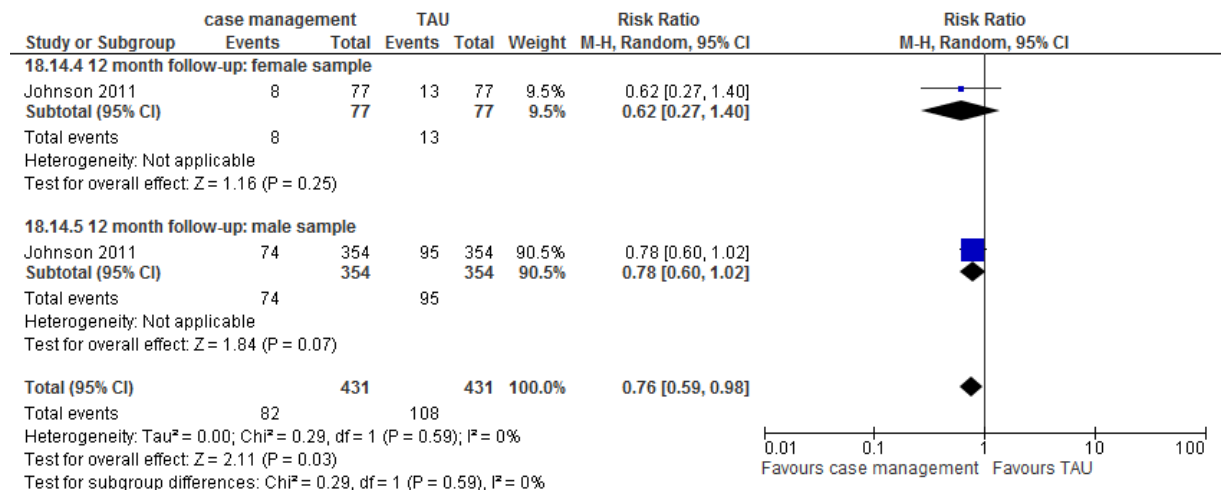 case management TAU Risk Ratio Risk Ratio
Study or Subgroup Events Total Events Total Weight M-H, Random, 95% CI M-H, Random, 95% CI
18.14.4 12 month follow-up: female sample
Johnson 2011 8 77 13 77 9.5% 0.62 [0.27, 1.40]
Subtotal (95% CI) 77 77 9.5% 0.62 [0.27, 1.40]
Total events 8 13
Heterogeneity: Not applicable
Test for overall effect: Z = 1.16 (P = 0.25)
18.14.5 12 month follow-up: male sample
Johnson 2011 74 354 95 354 90.5% 0.78 [0.60, 1.02]
Subtotal (95% CI) 354 354 90.5% 0.78 [0.60, 1.02]
Total events 74 95
Heterogeneity: Not applicable
Test for overall effect: Z = 1.84 (P = 0.07)
Total (95% CI) 431 431 100.0% 0.76 [0.59, 0.98]
Total events 82 108
Heterogeneity: Tau² = 0.00; Chi² = 0.29, df = 1 (P = 0.59); I² = 0%
Test for overall effect: Z = 2.11 (P = 0.03)
Test for subgroup differences: Chi² = 0.29, df = 1 (P = 0.59), I² = 0%
0.01 0.1 1 10 100
Favours case management Favours TAU